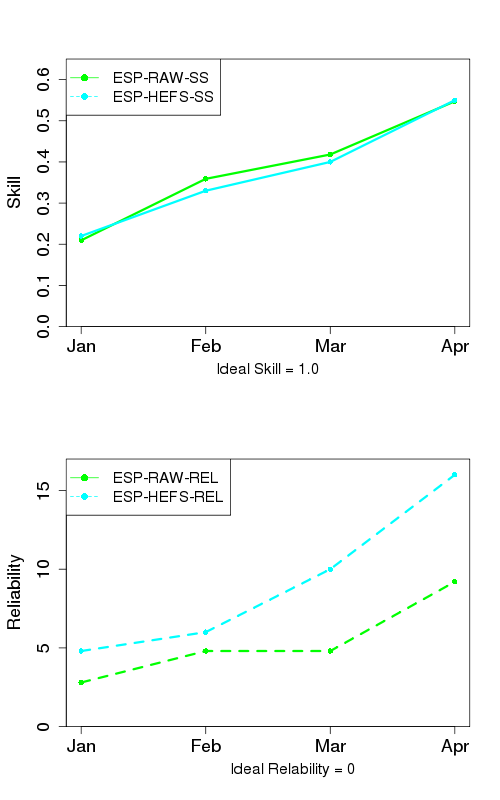 ESP-RAW-SS
ESP-HEFS-SS
Skill
0.6
0.5
0.4
0.3
0.2
0.1
0.0
Jan Feb Mar Apr
Ideal Skill = 1.0
ESP-RAW-REL
ESP-HEFS-REL
Reliability
15
10
5
0
Jan Feb Mar Apr
Ideal Relability = 0